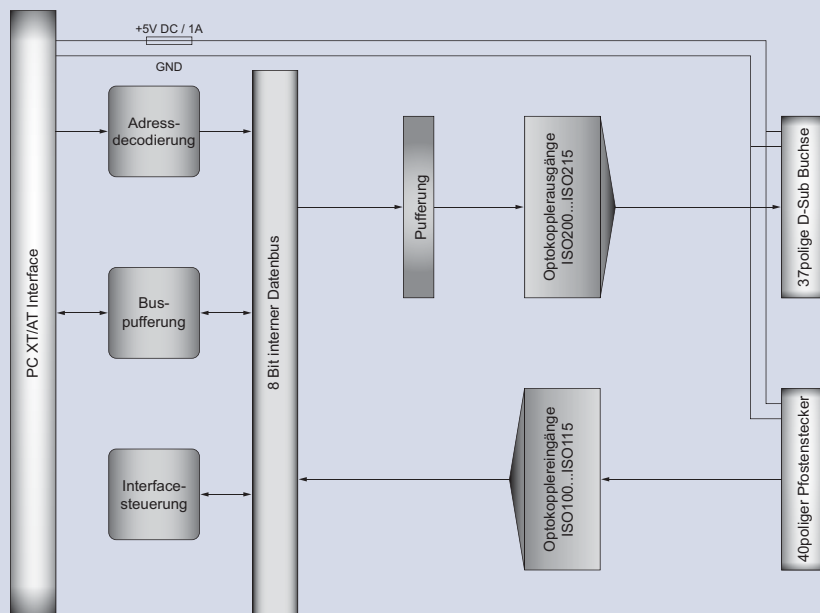 +5V DC / 1A
GND
PC XT/AT Interface
Adress-
decodierung
Bus-
pufferung
Interface-
steuerung
8 Bit interner Datenbus
Pufferung
Optokopplerausgänge
ISO200...ISO215
Optokopplereingänge
ISO100...ISO115
37polige D-Sub Buchse
40poliger Pfostenstecker